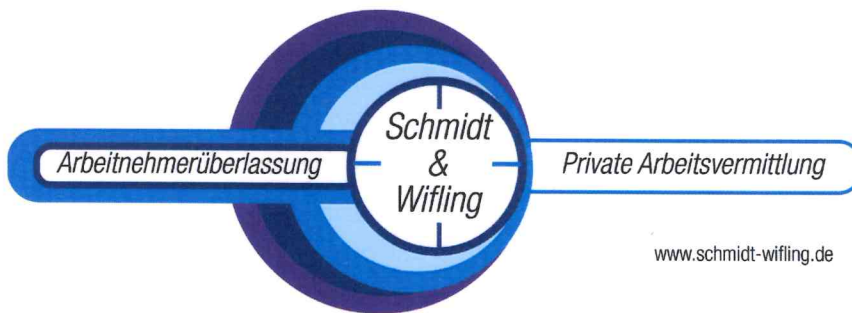 Arbeitnehmerüberlassung
Schmidt
&
Wifling
Private Arbeitsvermittlung
www.schmidt-wifling.de